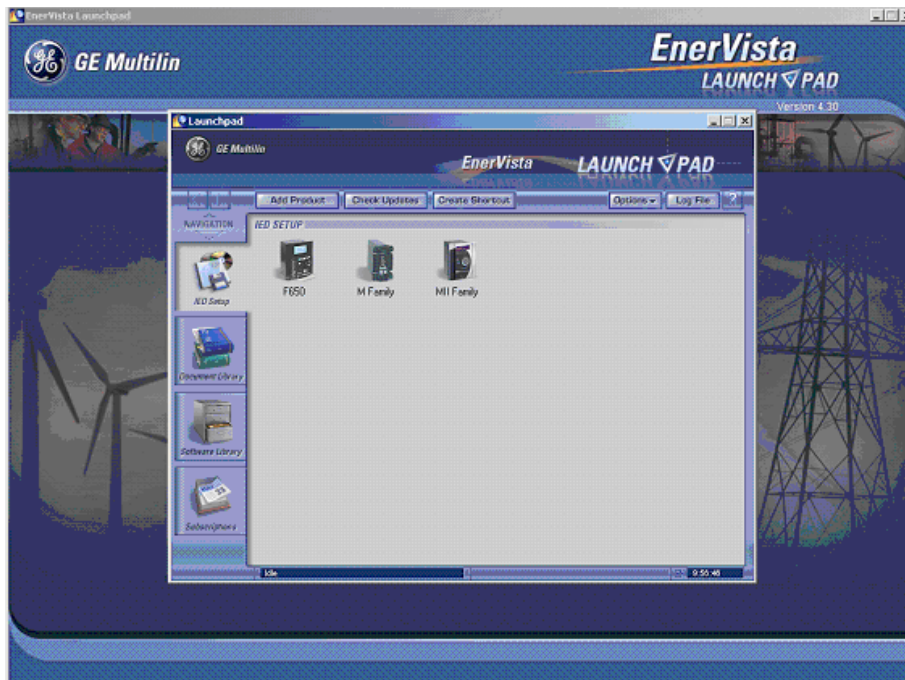 EnerVista Launchpad
GE Multilin
EnerVista
LAUNCH PAD
Version 4.30
Launchpad
GE Multilin
EnerVista LAUNCH PAD
Add Product Check Updates Create Shortcut Options Log File ?
NAVIGATION
IED SETUP
IED Setup
F650 M Family MII Family
Document Library
Software Library
Subscriptions
Idle 9:56:46